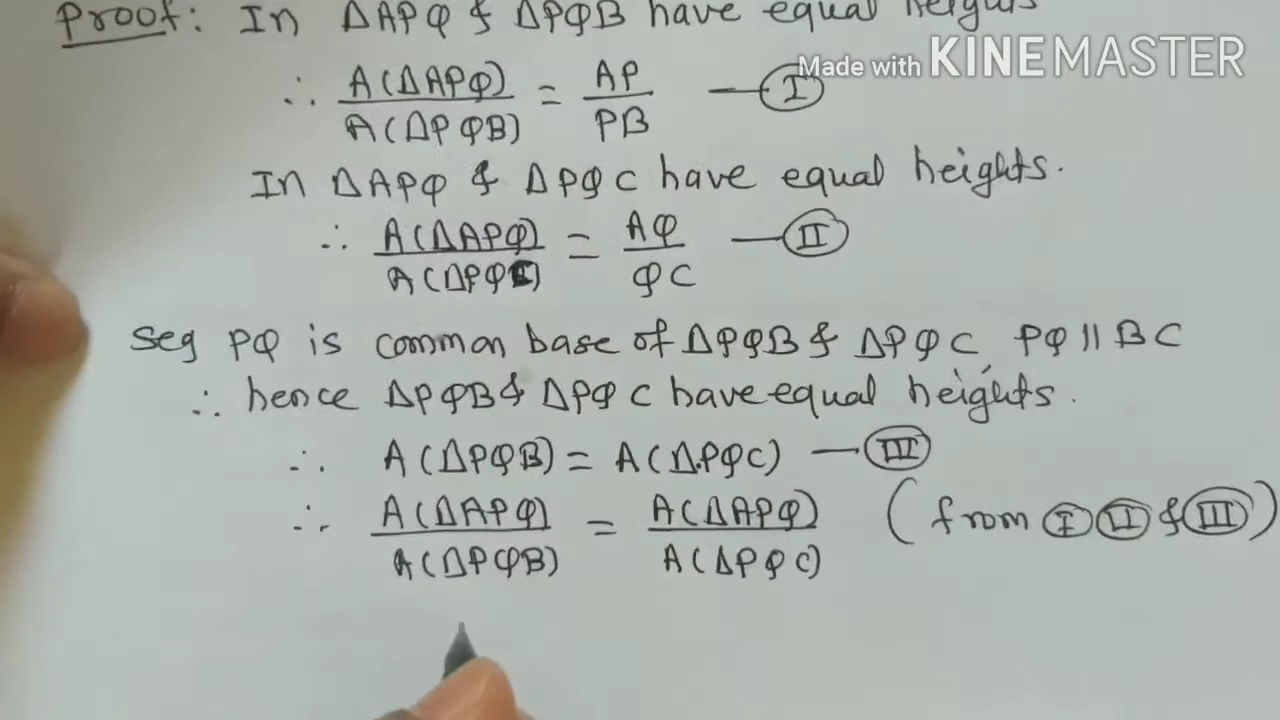 Proof: In ΔAPQ & ΔPQB have equal heights
Made with KINEMASTER
∴ A(ΔAPQ) / A(ΔPQB) = AP / PB — I
In ΔAPQ & ΔPQC have equal heights.
∴ A(ΔAPQ) / A(ΔPQC) = AQ / QC — II
Seg PQ is common base of ΔPQB & ΔPQC, PQ || BC
∴ hence ΔPQB & ΔPQC have equal heights.
∴ A(ΔPQB) = A(ΔPQC) — III
∴ A(ΔAPQ) / A(ΔPQB) = A(ΔAPQ) / A(ΔPQC) (from I II & III)